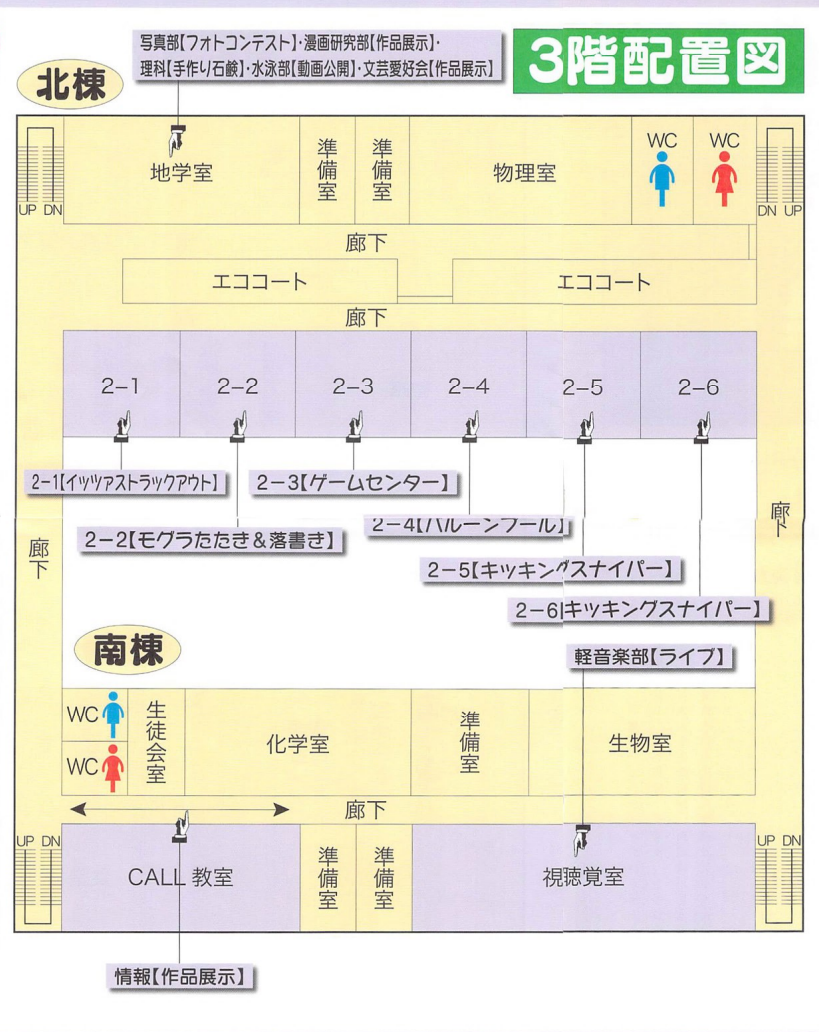 写真部【フォトコンテスト】・漫画研究部【作品展示】・
理科【手作り石鹸】・水泳部【動画公開】・文芸愛好会【作品展示】
3階配置図
北棟
地学室
準備室
準備室
物理室
WC
WC
UP DN
DN UP
廊下
エココート
エココート
廊下
2-1
2-2
2-3
2-4
2-5
2-6
2-1【イッツァストラックアウト】
2-3【ゲームセンター】
2-4【バルーンプール】
2-2【モグラたたき&落書き】
廊下
廊下
2-5【キッキングスナイパー】
2-6【キッキングスナイパー】
南棟
軽音楽部【ライブ】
WC
WC
生徒会室
化学室
準備室
生物室
廊下
UP DN
UP DN
CALL 教室
準備室
準備室
視聴覚室
情報【作品展示】